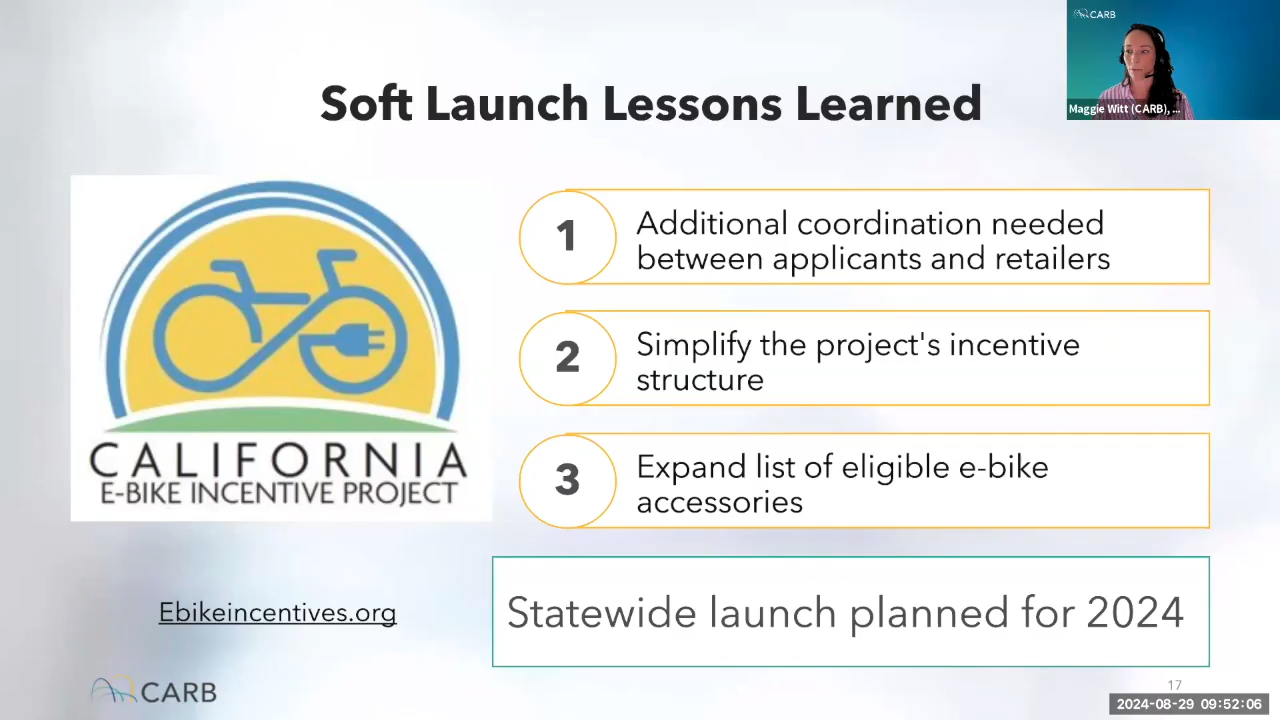 CARB
Maggie Witt (CARB), ...
Soft Launch Lessons Learned
1
Additional coordination needed
between applicants and retailers
2
Simplify the project's incentive
structure
3
Expand list of eligible e-bike
accessories
CALIFORNIA
E-BIKE INCENTIVE PROJECT
Ebikeincentives.org
Statewide launch planned for 2024
CARB
17
2024-08-29 09:52:06